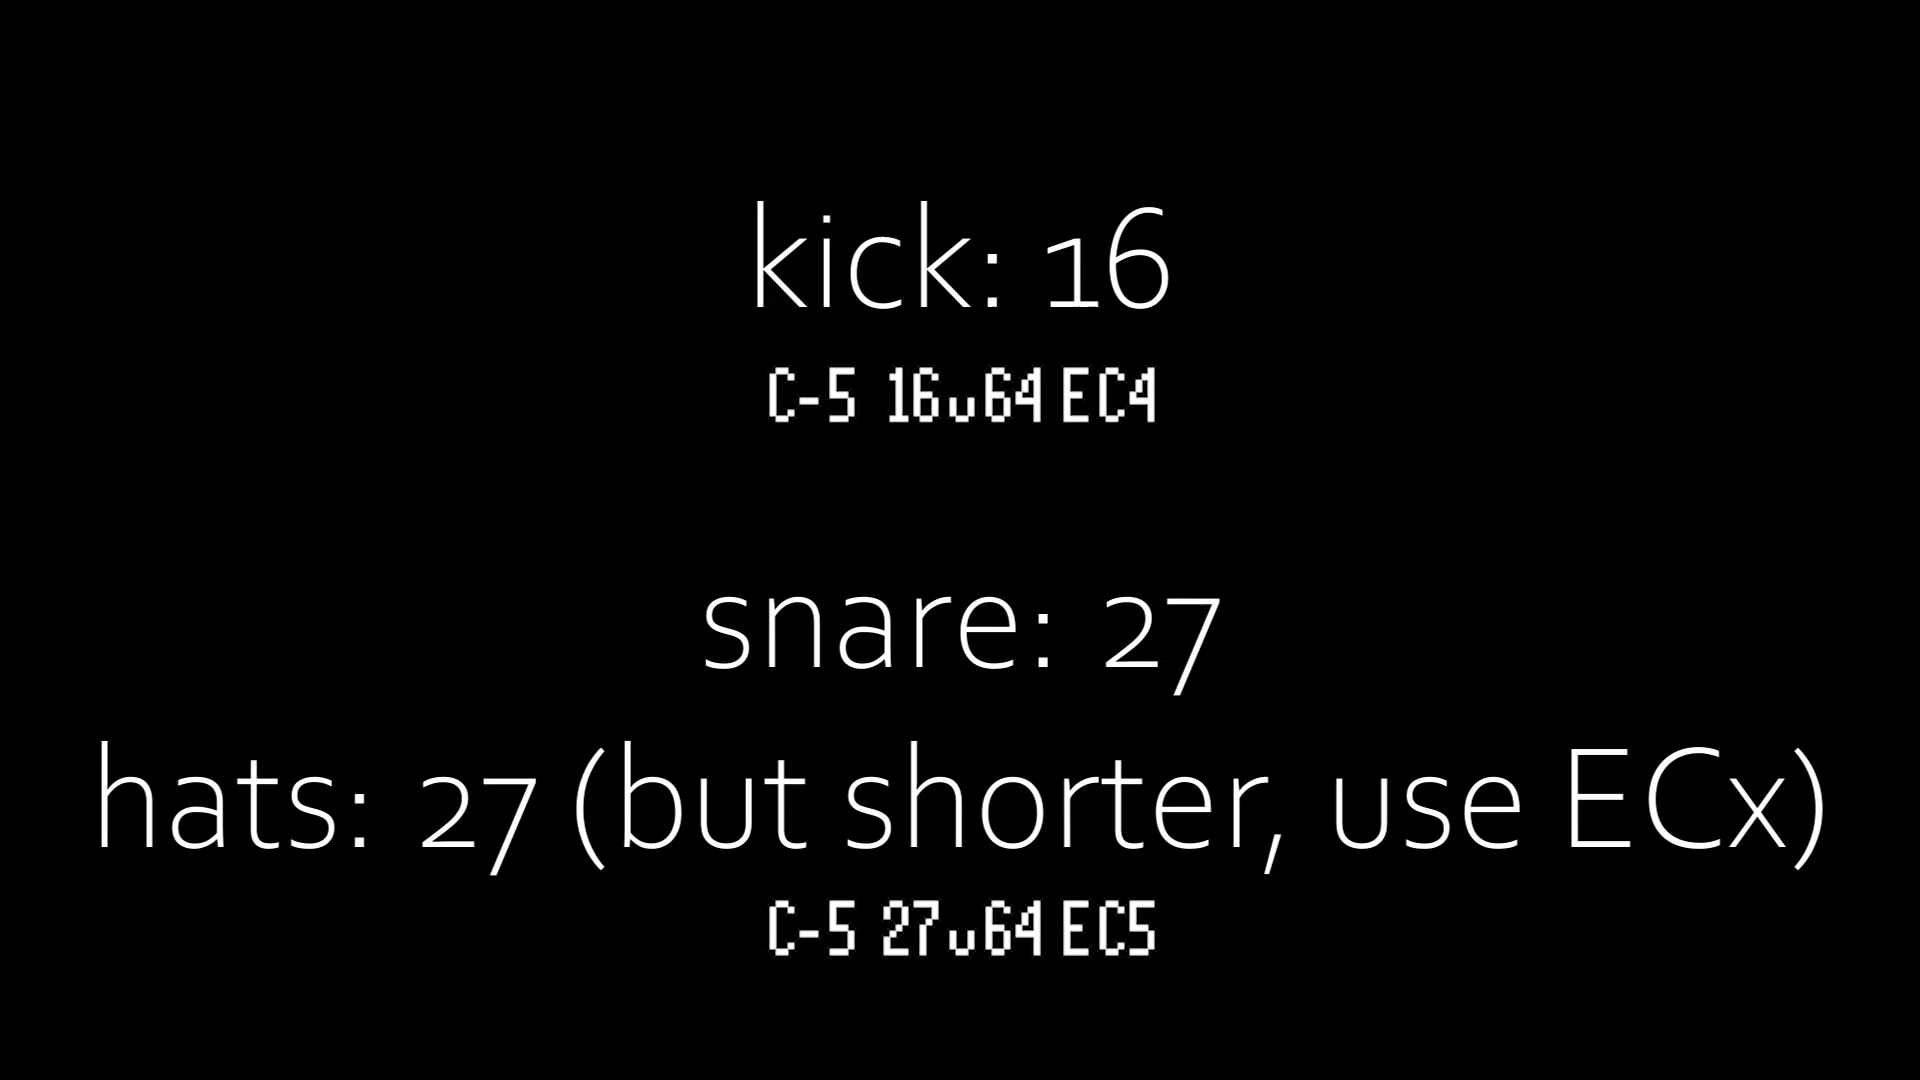 kick: 16
C-5 16v64 EC4
snare: 27
hats: 27 (but shorter, use ECx)
C-5 27v64 EC5